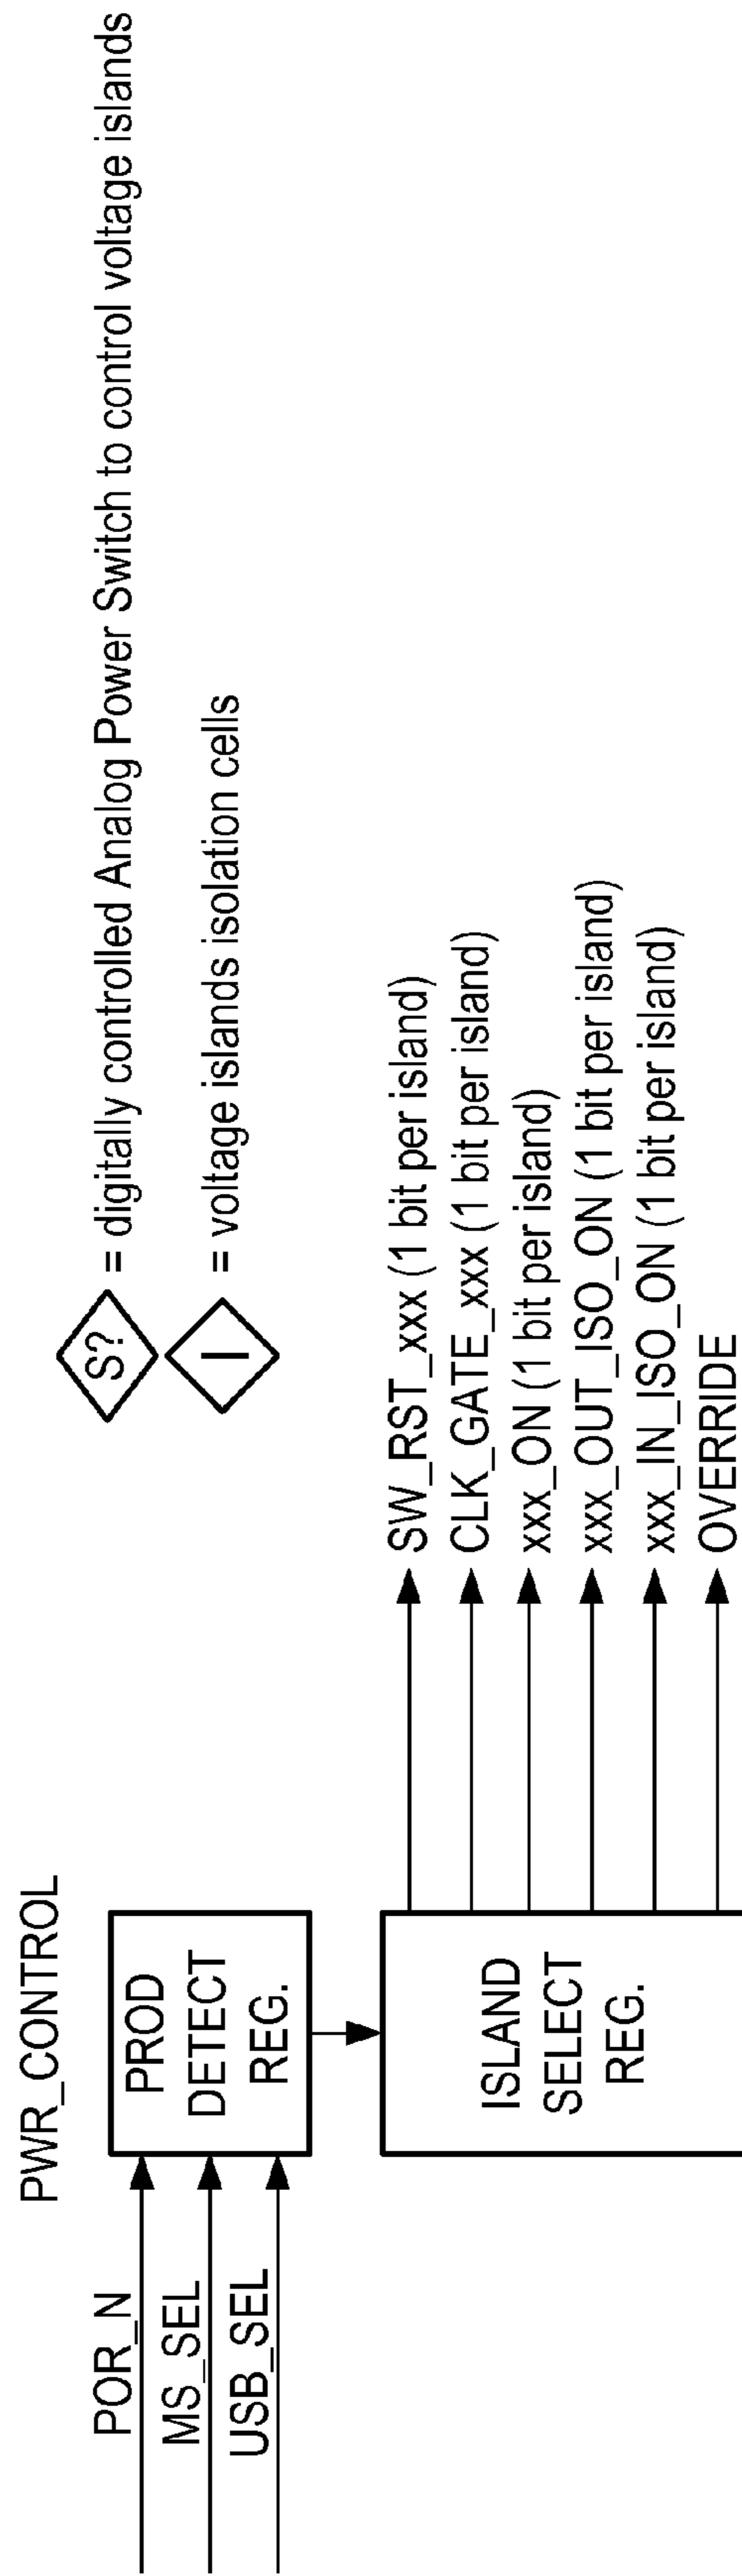 PWR_CONTROL
POR_N
MS_SEL
USB_SEL
PROD
DETECT
REG.
ISLAND
SELECT
REG.
S? = digitally controlled Analog Power Switch to control voltage islands
I = voltage islands isolation cells
SW_RST_xxx (1 bit per island)
CLK_GATE_xxx (1 bit per island)
xxx_ON (1 bit per island)
xxx_OUT_ISO_ON (1 bit per island)
xxx_IN_ISO_ON (1 bit per island)
OVERRIDE